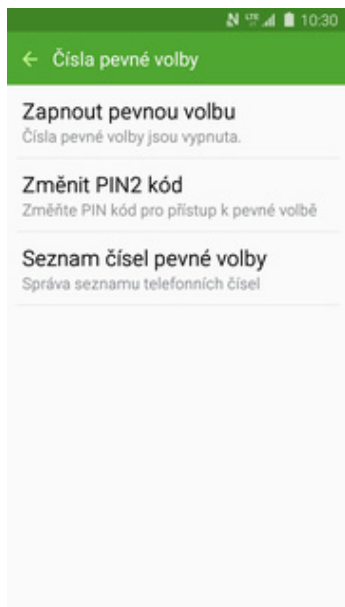 LTE 10:30
Čísla pevné volby
Zapnout pevnou volbu
Čísla pevné volby jsou vypnuta.
Změnit PIN2 kód
Změňte PIN kód pro přístup k pevné volbě
Seznam čísel pevné volby
Správa seznamu telefonních čísel